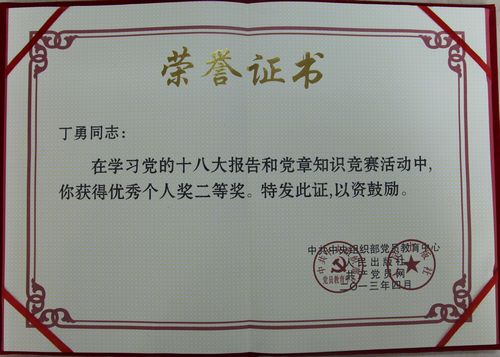 荣誉证书
丁勇同志：
在学习党的十八大报告和党章知识竞赛活动中,
你获得优秀个人奖二等奖。特发此证,以资鼓励。
中共中央组织部党员教育中心
人民出版社
共产党员网
二〇一三年四月
党员教育